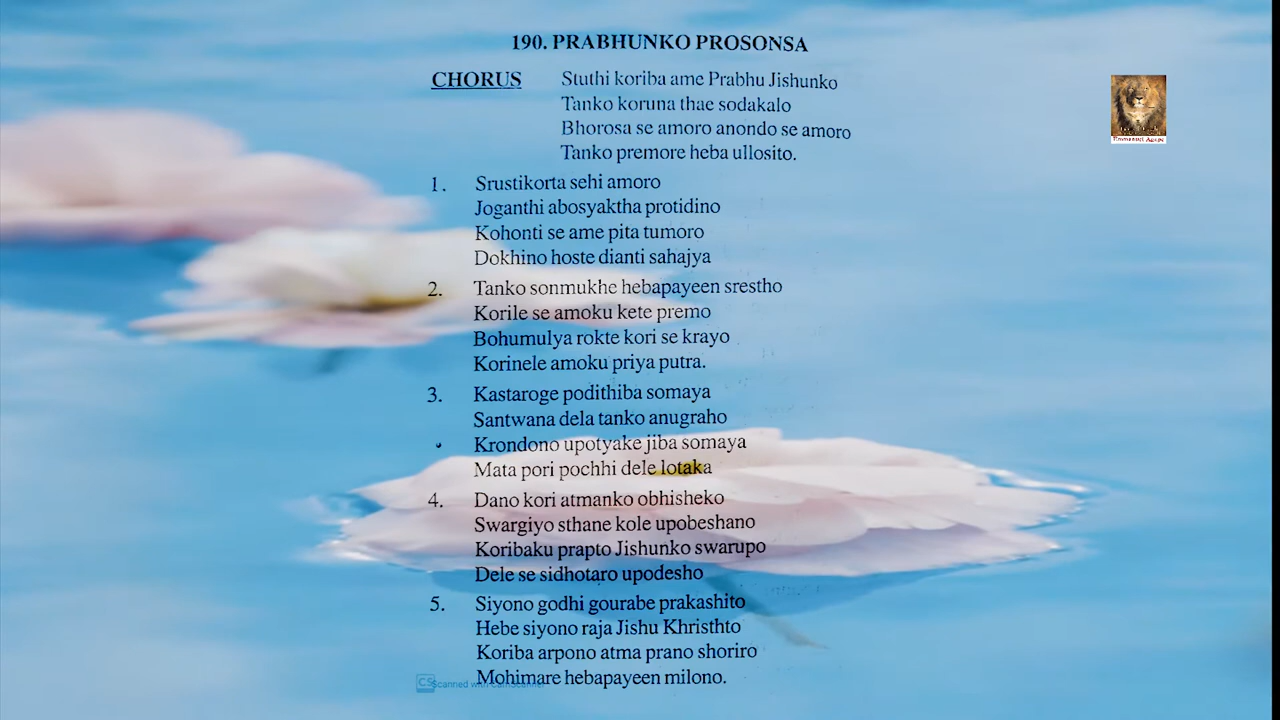 190. PRABHUNKO PROSONSA
CHORUS Stuthi koriba ame Prabhu Jishunko
Tanko koruna thae sodakalo
Bhorosa se amoro anondo se amoro
Tanko premore heba ullosito.
1. Srustikorta sehi amoro
Joganthi abosyaktha protidino
Kohonti se ame pita tumoro
Dokhino hoste dianti sahajya
2. Tanko sonmukhe hebapayeen srestho
Korile se amoku kete premo
Bohumulya rokte kori se krayo
Korinele amoku priya putra.
3. Kastaroge podithiba somaya
Santwana dela tanko anugraho
Krondono upotyake jiba somaya
Mata pori pochhi dele lotaka
4. Dano kori atmanko obhisheko
Swargiyo sthane kole upobeshano
Koribaku prapto Jishunko swarupo
Dele se sidhotaro upodesho
5. Siyono godhi gourabe prakashito
Hebe siyono raja Jishu Khristhto
Koriba arpono atma prano shoriro
Mohimare hebapayeen milono.
CS Scanned with CamScanner
Emmanuel